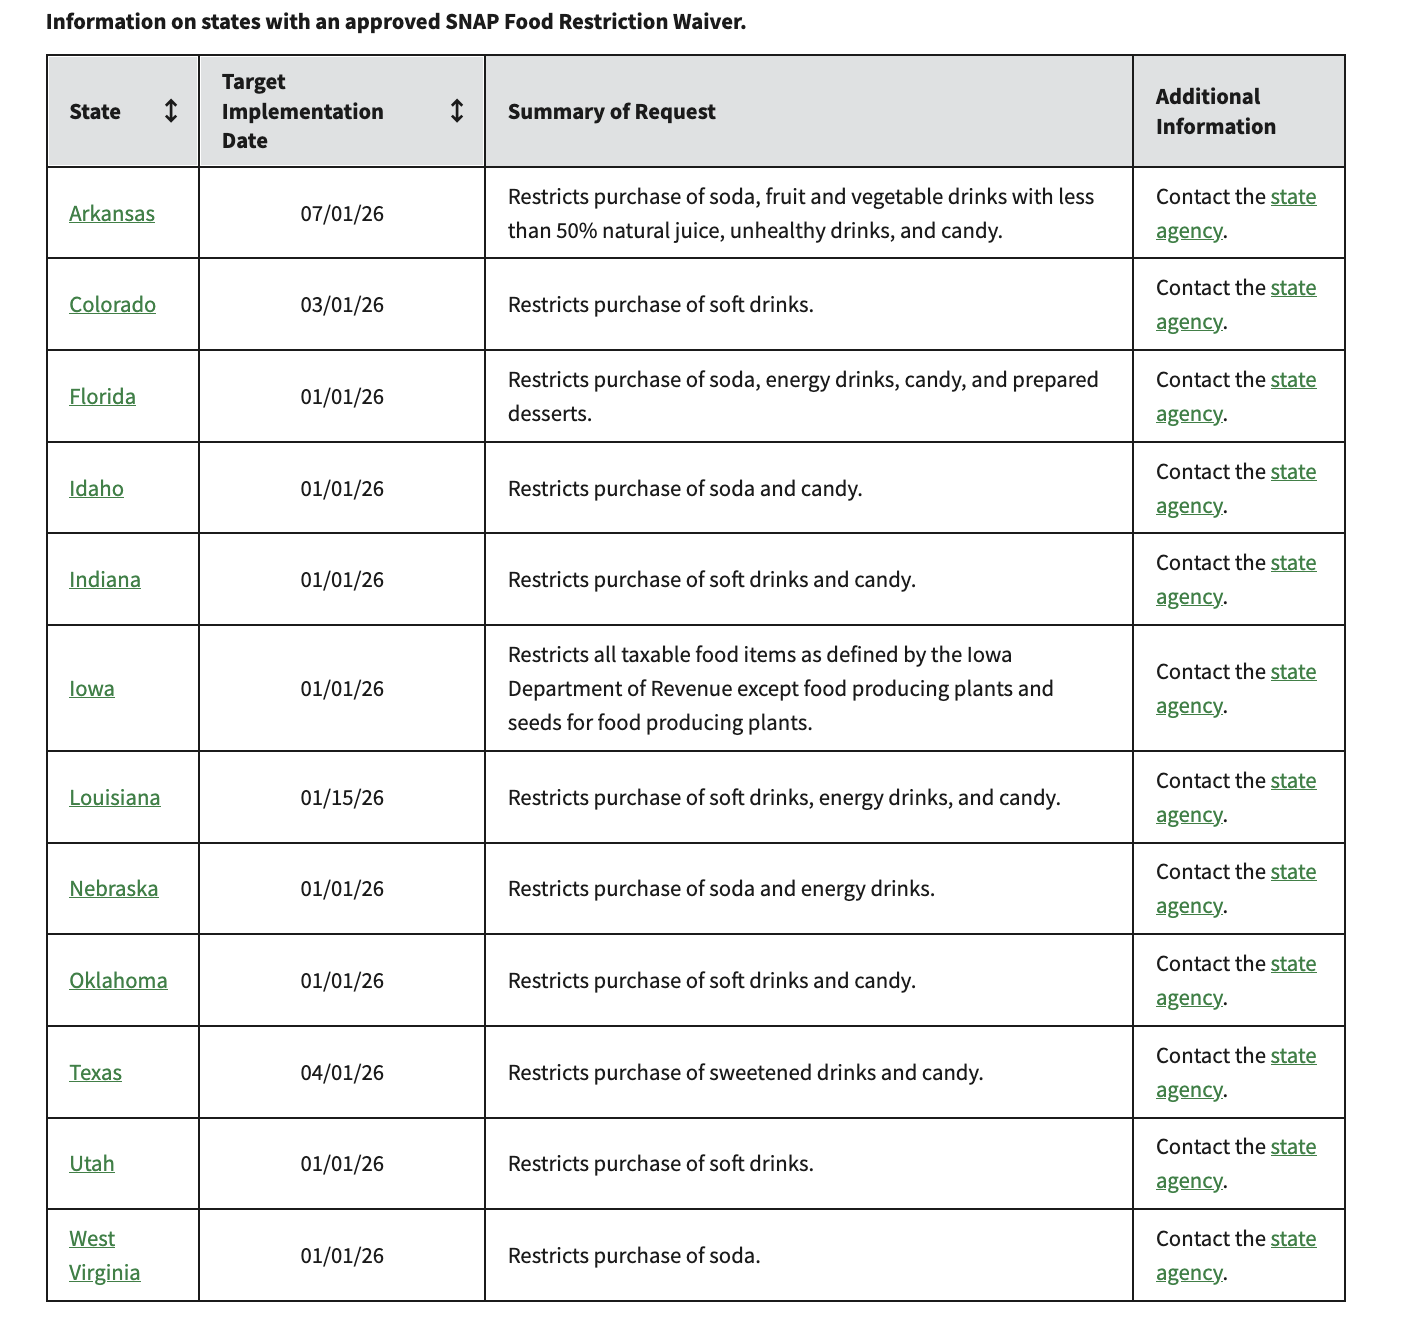 Information on states with an approved SNAP Food Restriction Waiver.
State
Target
Implementation
Date
Summary of Request
Additional
Information
Arkansas
07/01/26
Restricts purchase of soda, fruit and vegetable drinks with less
than 50% natural juice, unhealthy drinks, and candy.
Contact the state
agency.
Colorado
03/01/26
Restricts purchase of soft drinks.
Contact the state
agency.
Florida
01/01/26
Restricts purchase of soda, energy drinks, candy, and prepared
desserts.
Contact the state
agency.
Idaho
01/01/26
Restricts purchase of soda and candy.
Contact the state
agency.
Indiana
01/01/26
Restricts purchase of soft drinks and candy.
Contact the state
agency.
Iowa
01/01/26
Restricts all taxable food items as defined by the Iowa
Department of Revenue except food producing plants and
seeds for food producing plants.
Contact the state
agency.
Louisiana
01/15/26
Restricts purchase of soft drinks, energy drinks, and candy.
Contact the state
agency.
Nebraska
01/01/26
Restricts purchase of soda and energy drinks.
Contact the state
agency.
Oklahoma
01/01/26
Restricts purchase of soft drinks and candy.
Contact the state
agency.
Texas
04/01/26
Restricts purchase of sweetened drinks and candy.
Contact the state
agency.
Utah
01/01/26
Restricts purchase of soft drinks.
Contact the state
agency.
West
Virginia
01/01/26
Restricts purchase of soda.
Contact the state
agency.